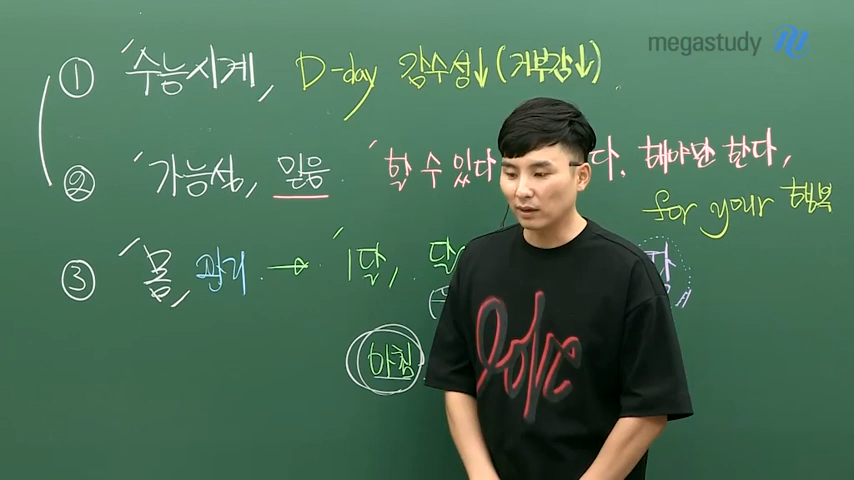 megastudy
① '수능시계, D-day 감수성↓(거부감↓)
② '가능성, 믿음. '할 수 있다 다. 해야만 한다,
for your 행복
③ '몸, 관리 → '1달,
아침
love